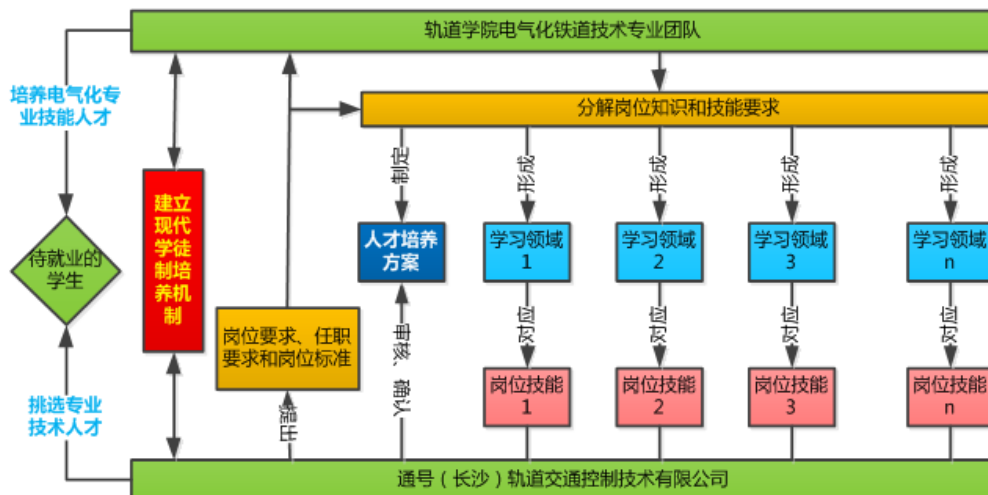 轨道学院电气化铁道技术专业团队
培养电气化专
业技能人才
分解岗位知识和技能要求
定制
形成
形成
形成
形成
建立
现代
学徒
制培
养机
制
待就业的
学生
人才培养
方案
学习领域
1
学习领域
2
学习领域
3
学习领域
n
岗位要求、任职
要求和岗位标准
审核、确认
对应
对应
对应
对应
挑选专业
技术人才
提出
岗位技能
1
岗位技能
2
岗位技能
3
岗位技能
n
通号（长沙）轨道交通控制技术有限公司